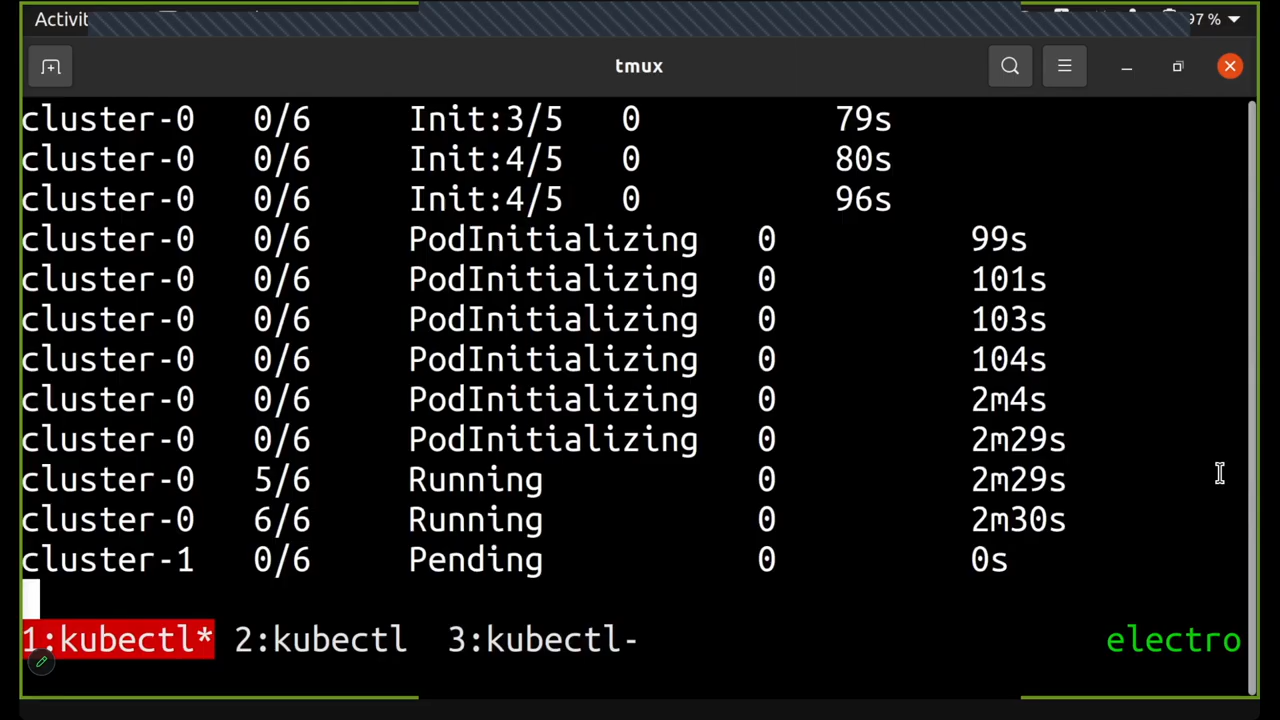 Activit
97 %
tmux
cluster-0 0/6 Init:3/5 0 79s
cluster-0 0/6 Init:4/5 0 80s
cluster-0 0/6 Init:4/5 0 96s
cluster-0 0/6 PodInitializing 0 99s
cluster-0 0/6 PodInitializing 0 101s
cluster-0 0/6 PodInitializing 0 103s
cluster-0 0/6 PodInitializing 0 104s
cluster-0 0/6 PodInitializing 0 2m4s
cluster-0 0/6 PodInitializing 0 2m29s
cluster-0 5/6 Running 0 2m29s
cluster-0 6/6 Running 0 2m30s
cluster-1 0/6 Pending 0 0s
1:kubectl* 2:kubectl 3:kubectl- electro